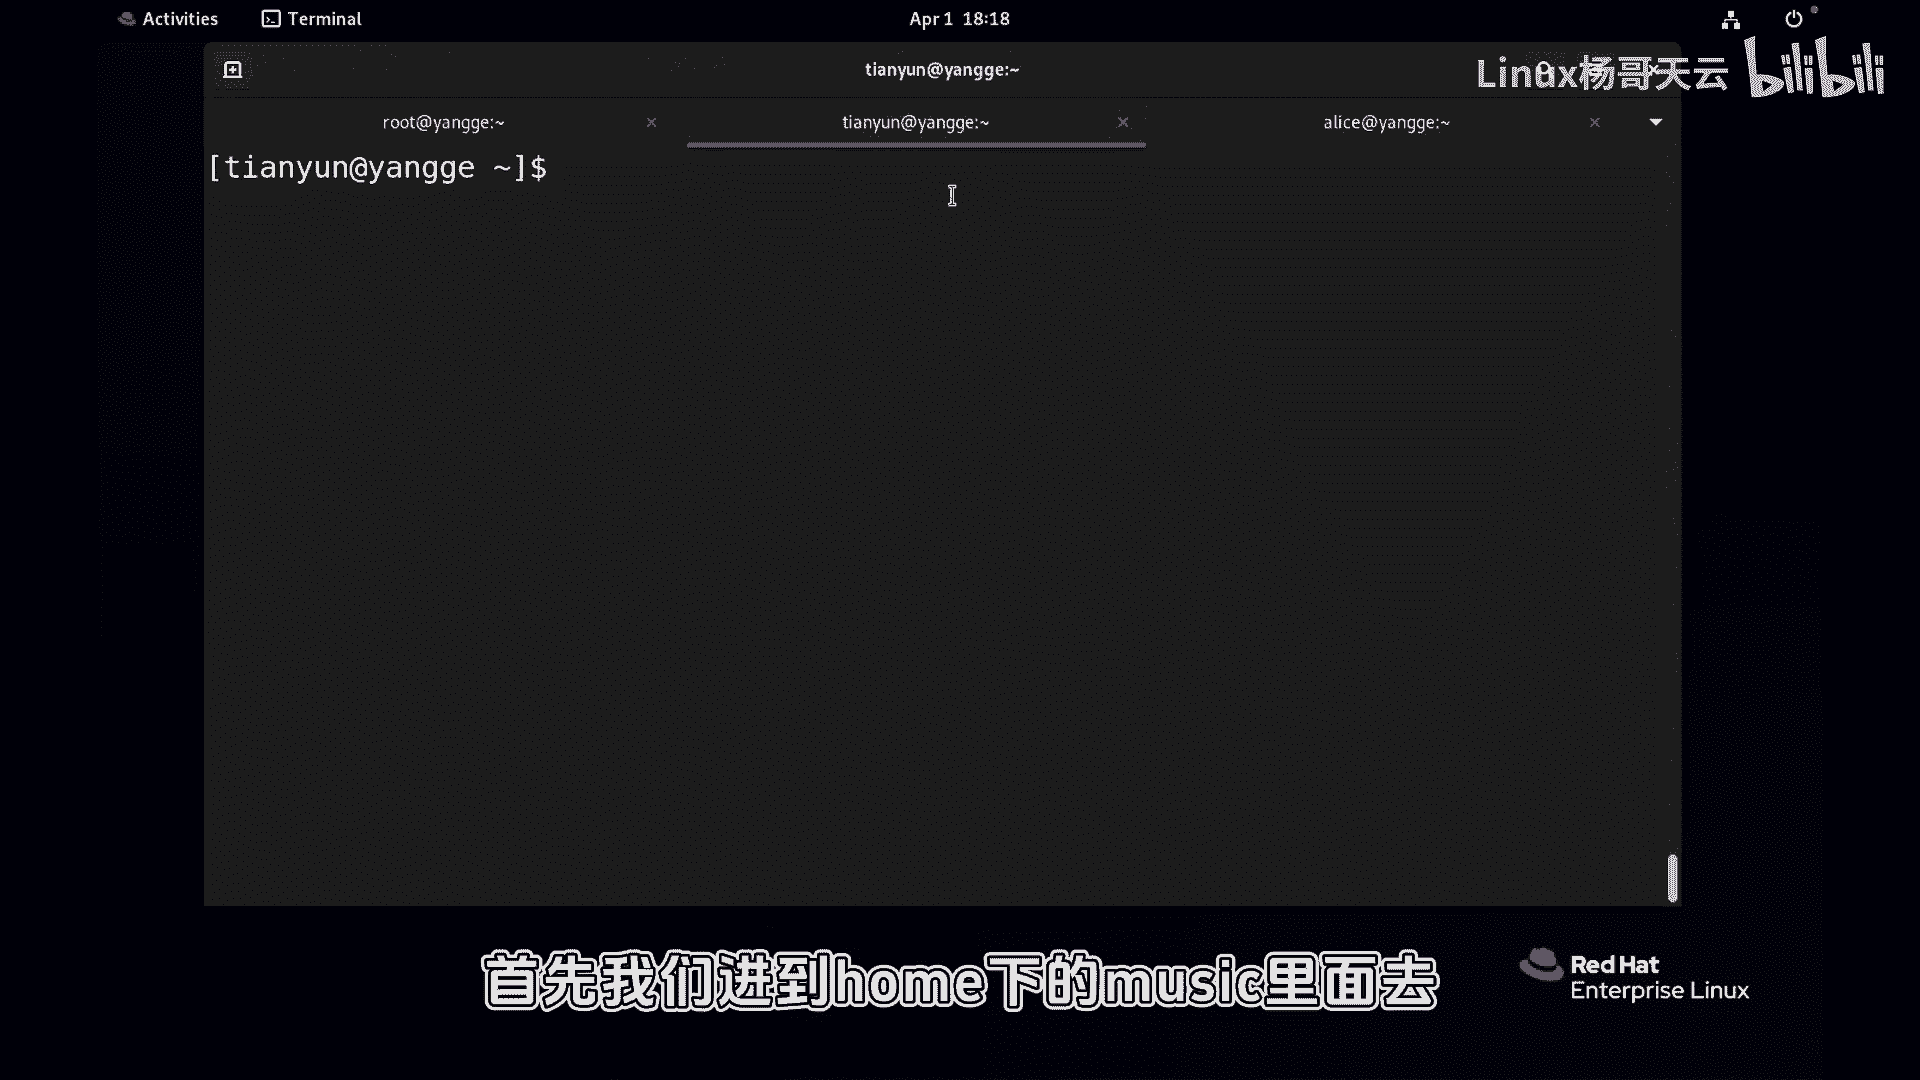 Activities
Terminal
Apr 1 18:18
tianyun@yangge:~
Linux杨哥天云 bilibili
root@yangge:~
tianyun@yangge:~
alice@yangge:~
[tianyun@yangge ~]$
首先我们进到home下的music里面去
Red Hat
Enterprise Linux